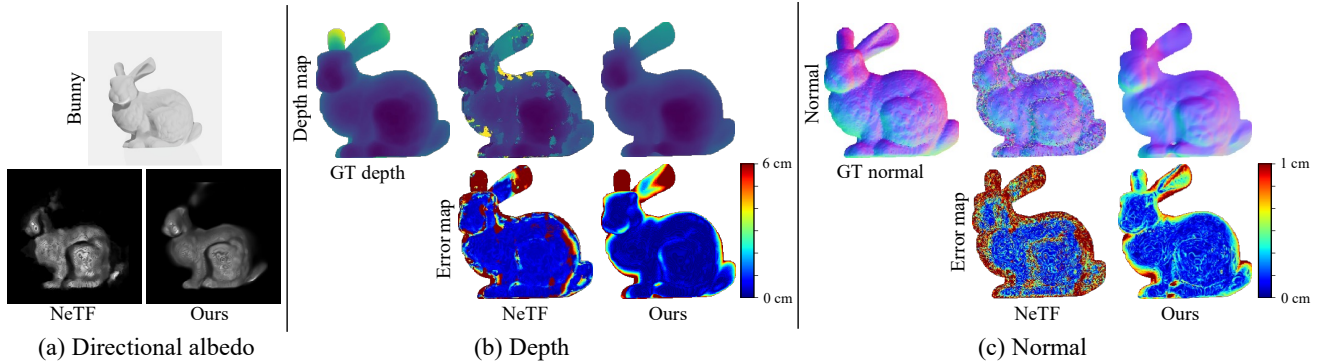 Bunny
NeTF
Ours
(a) Directional albedo
Depth map
GT depth
Error map
6 cm
0 cm
NeTF
Ours
(b) Depth
Normal
GT normal
Error map
1 cm
0 cm
NeTF
Ours
(c) Normal